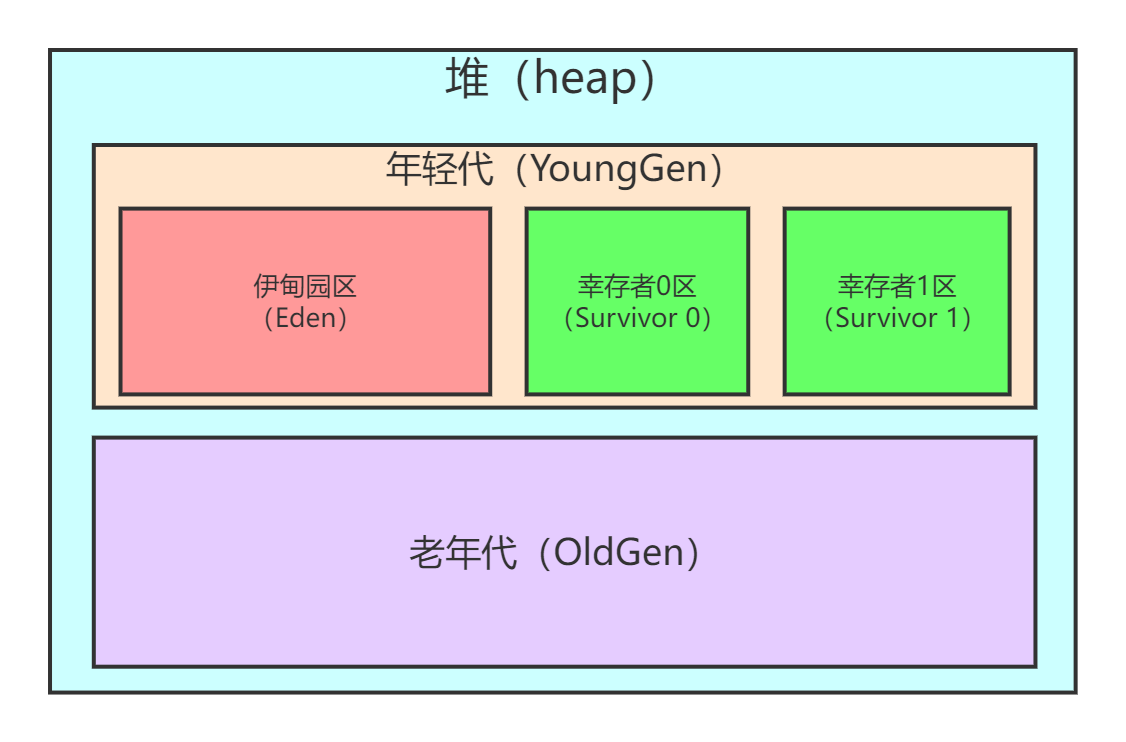 堆（heap）
年轻代（YoungGen）
伊甸园区
（Eden）
幸存者0区
（Survivor 0）
幸存者1区
（Survivor 1）
老年代（OldGen）